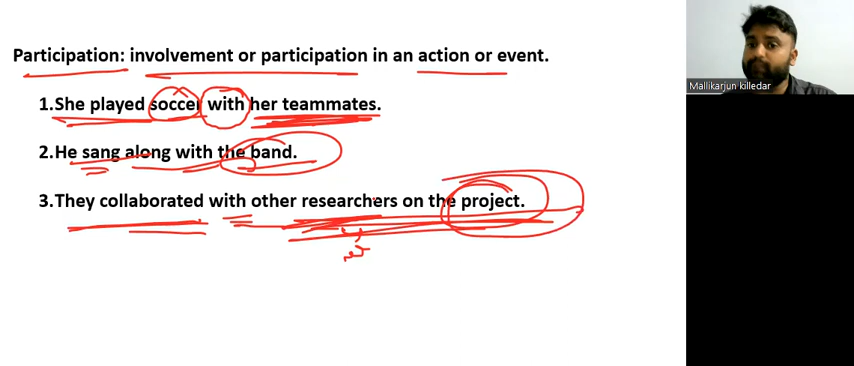 Participation: involvement or participation in an action or event.
1.She played soccer with her teammates.
2.He sang along with the band.
3.They collaborated with other researchers on the project.
Mallikarjun killedar